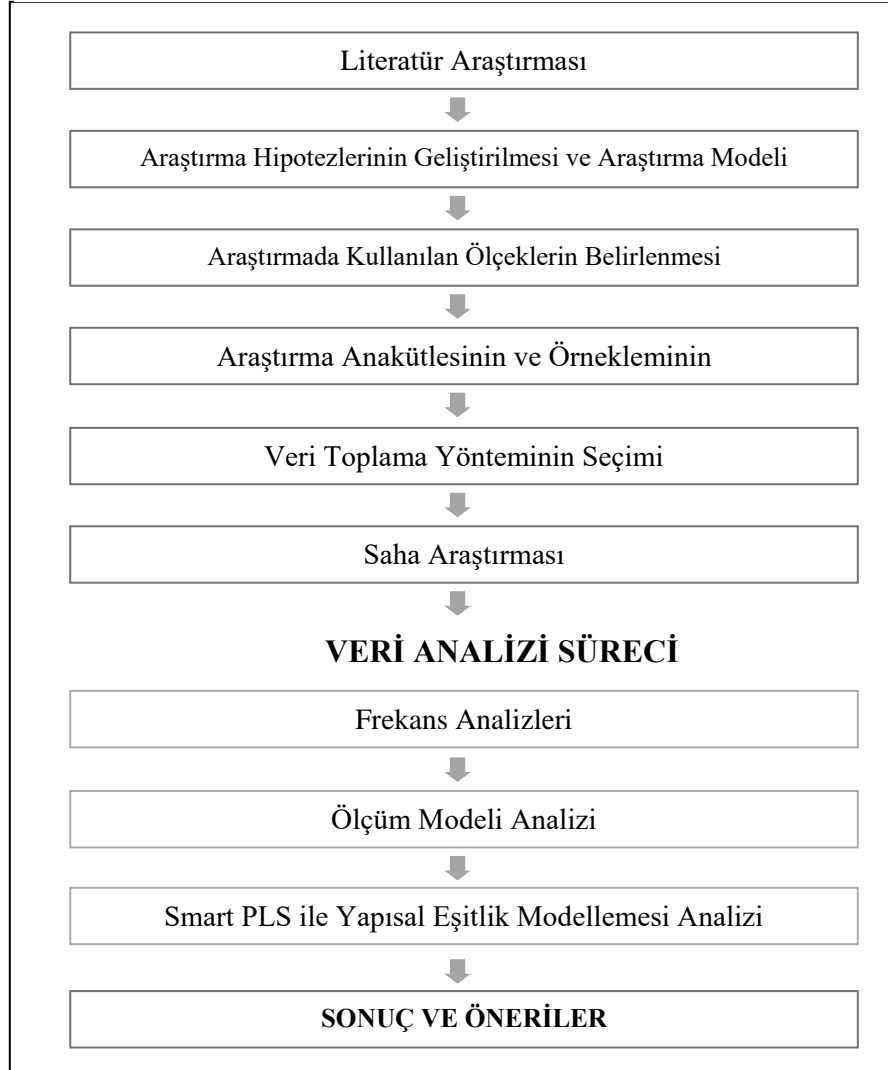 Literatür Araştırması
Araştırma Hipotezlerinin Geliştirilmesi ve Araştırma Modeli
Araştırmada Kullanılan Ölçeklerin Belirlenmesi
Araştırma Anakütlesinin ve Örnekleminin
Veri Toplama Yönteminin Seçimi
Saha Araştırması
VERİ ANALİZİ SÜRECİ
Frekans Analizleri
Ölçüm Modeli Analizi
Smart PLS ile Yapısal Eşitlik Modellemesi Analizi
SONUÇ VE ÖNERİLER